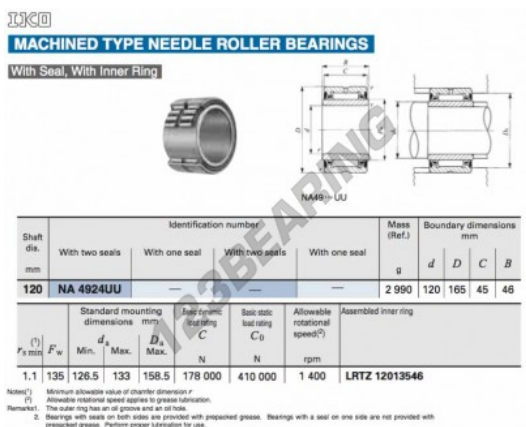 IKO
MACHINED TYPE NEEDLE ROLLER BEARINGS
With Seal, With Inner Ring
B
C
r
r
D
d
NA49 ··· UU
123BEARING
Shaft dia. mm
Identification number
Mass (Ref.) g
Boundary dimensions mm
With two seals With one seal With two seals With one seal
d D C B
120 NA 4924UU — — — 2 990 120 165 45 46
Standard mounting dimensions mm
Basic dynamic load rating C N
Basic static load rating C0 N
Allowable rotational speed(2) rpm
Assembled inner ring
(1) rs min Fw da Min. Max. Da Max.
1.1 135 126.5 133 158.5 178 000 410 000 1 400 LRTZ 12013546
Notes(1) Minimum allowable value of chamfer dimension r
(2) Allowable rotational speed applies to grease lubrication.
Remarks1. The outer ring has an oil groove and an oil hole.
2. Bearings with seals on both sides are provided with prepacked grease. Bearings with a seal on one side are not provided with
prepacked grease. Perform proper lubrication for use.